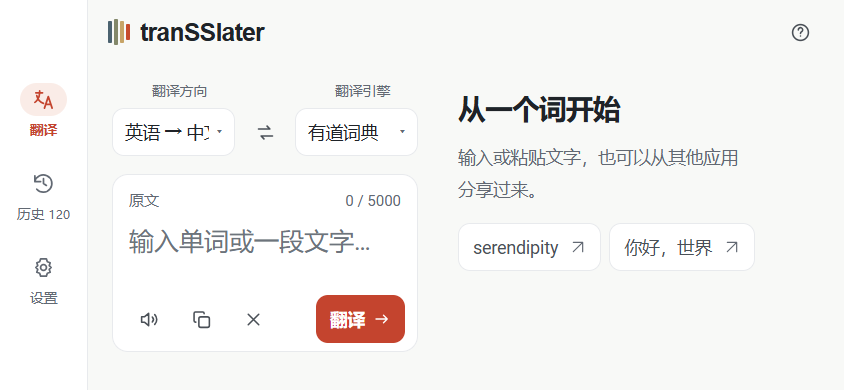 tranSSlater
翻译
历史 120
设置
翻译方向
翻译引擎
英语 → 中
有道词典
原文
0 / 5000
输入单词或一段文字...
翻译 →
从一个词开始
输入或粘贴文字，也可以从其他应用
分享过来。
serendipity
你好，世界